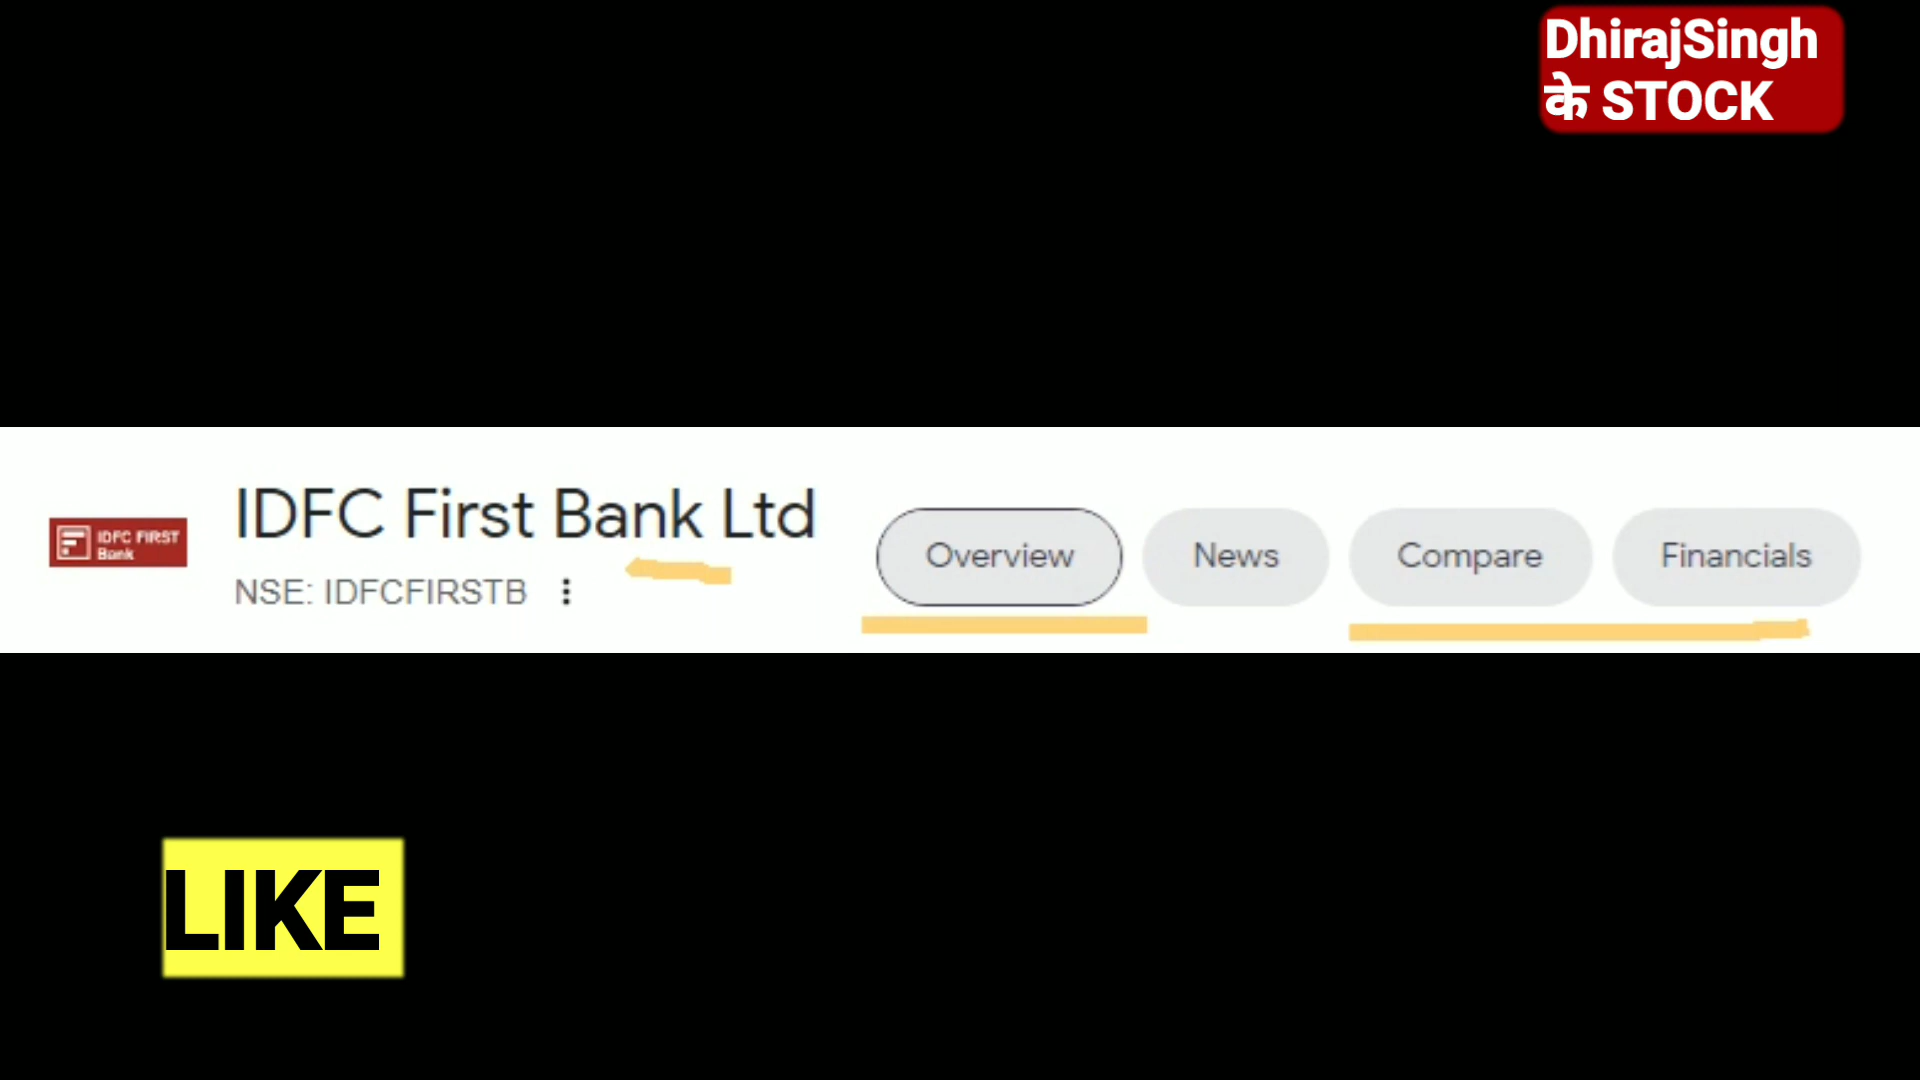 DhirajSingh
के STOCK
IDFC FIRST
Bank
IDFC First Bank Ltd
NSE: IDFCFIRSTB
Overview
News
Compare
Financials
LIKE